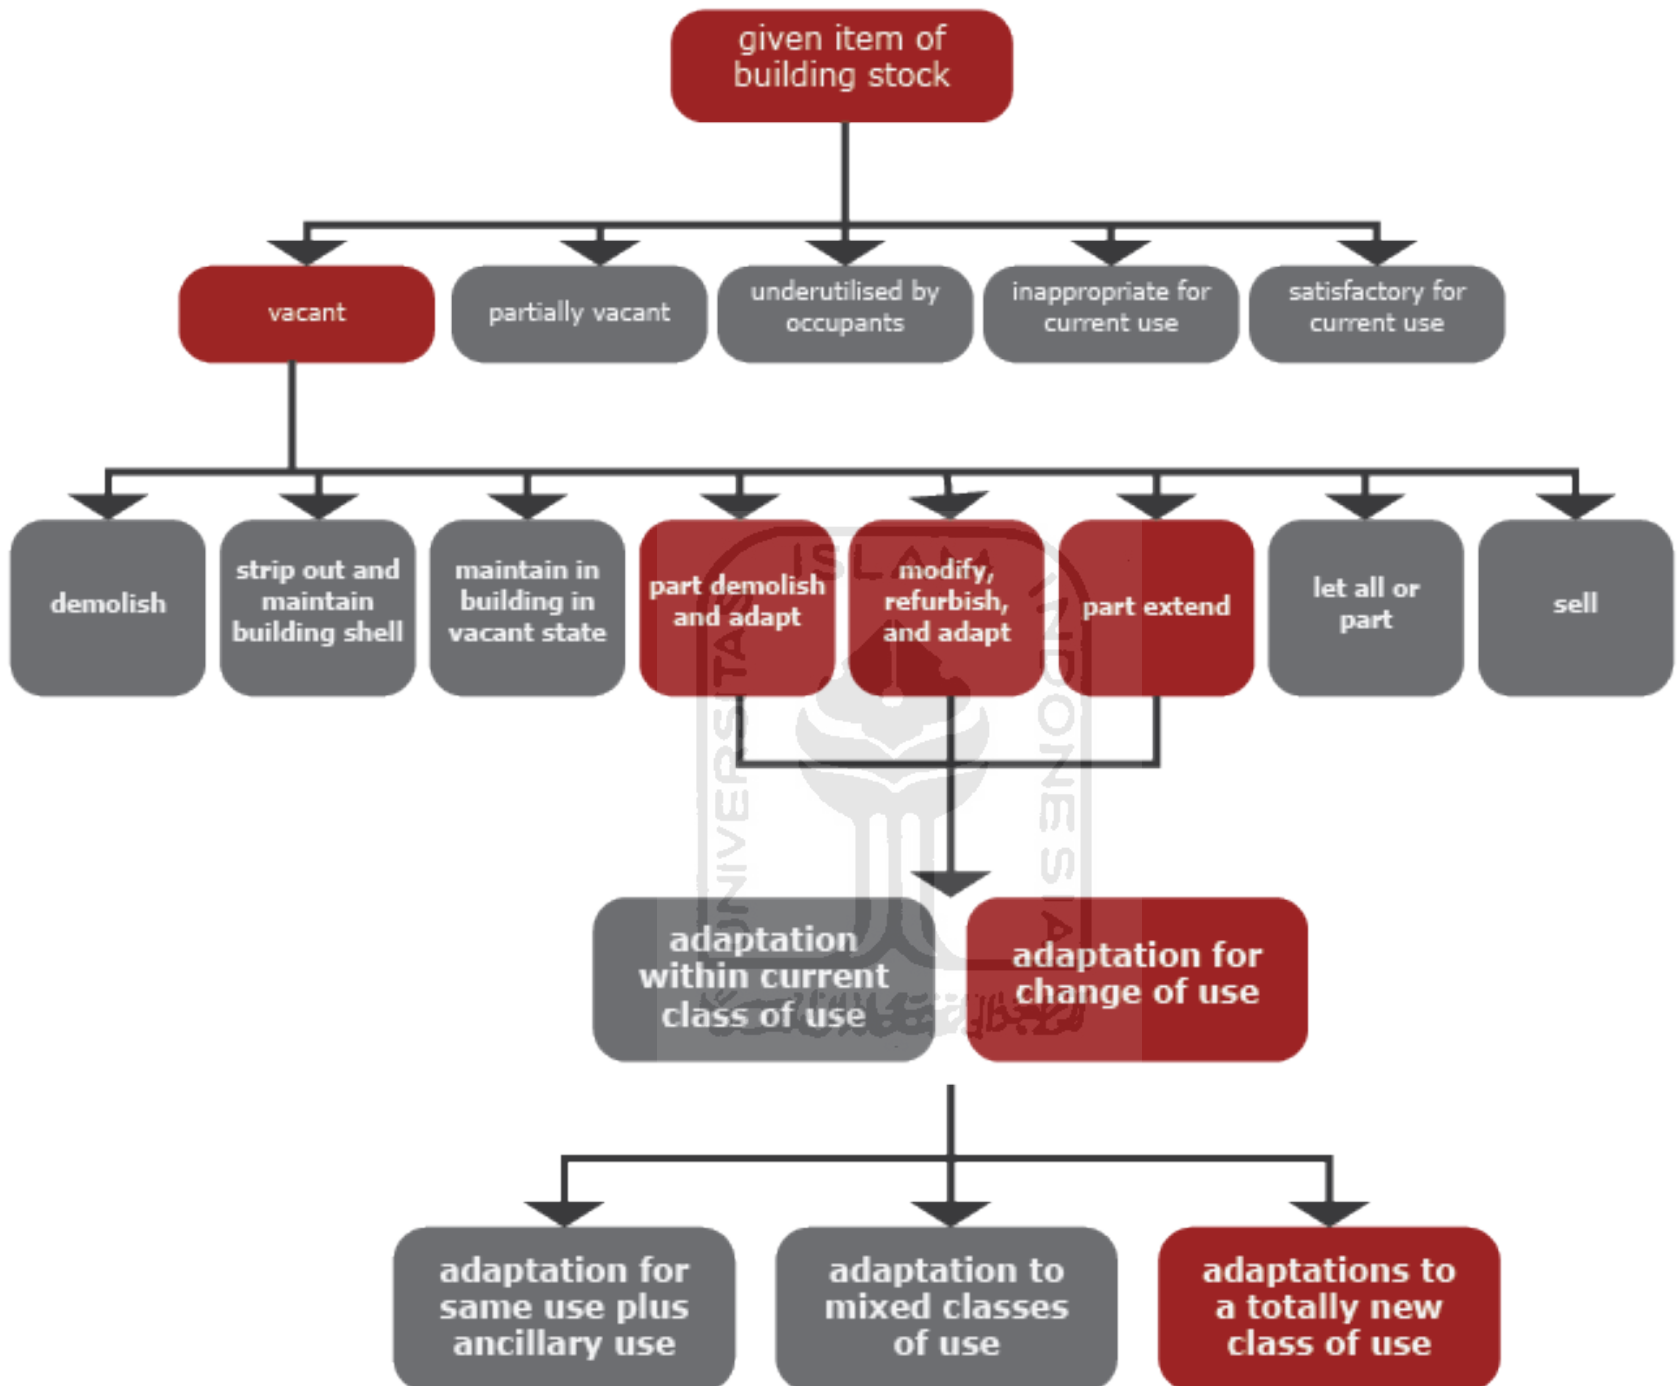 given item of
building stock
vacant
partially vacant
underutilised by
occupants
inappropriate for
current use
satisfactory for
current use
demolish
strip out and
maintain
building shell
maintain in
building in
vacant state
part demolish
and adapt
modify,
refurbish,
and adapt
part extend
let all or
part
sell
UNIVERSITAS
ISLAM
INDONESIA
adaptation
within current
class of use
adaptation for
change of use
adaptation for
same use plus
ancillary use
adaptation to
mixed classes
of use
adaptations to
a totally new
class of use